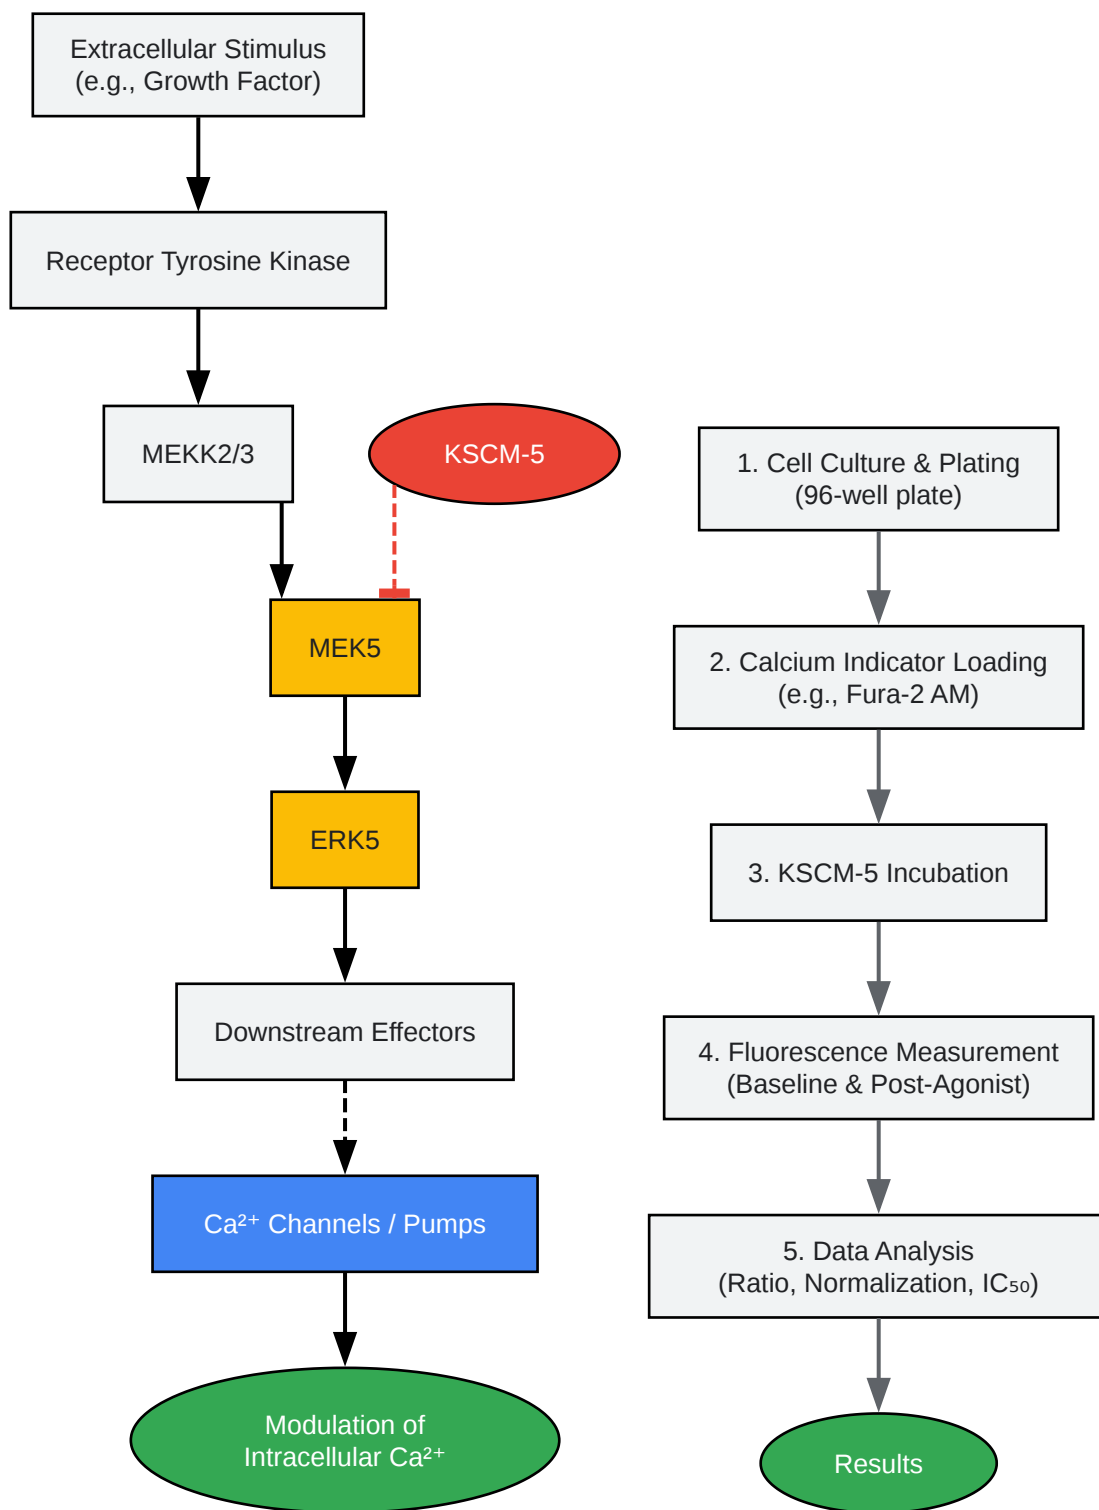 Extracellular Stimulus
(e.g., Growth Factor)
Receptor Tyrosine Kinase
MEKK2/3
KSCM-5
MEK5
ERK5
Downstream Effectors
Ca²⁺ Channels / Pumps
Modulation of
Intracellular Ca²⁺
1. Cell Culture & Plating
(96-well plate)
2. Calcium Indicator Loading
(e.g., Fura-2 AM)
3. KSCM-5 Incubation
4. Fluorescence Measurement
(Baseline & Post-Agonist)
5. Data Analysis
(Ratio, Normalization, IC₅₀)
Results